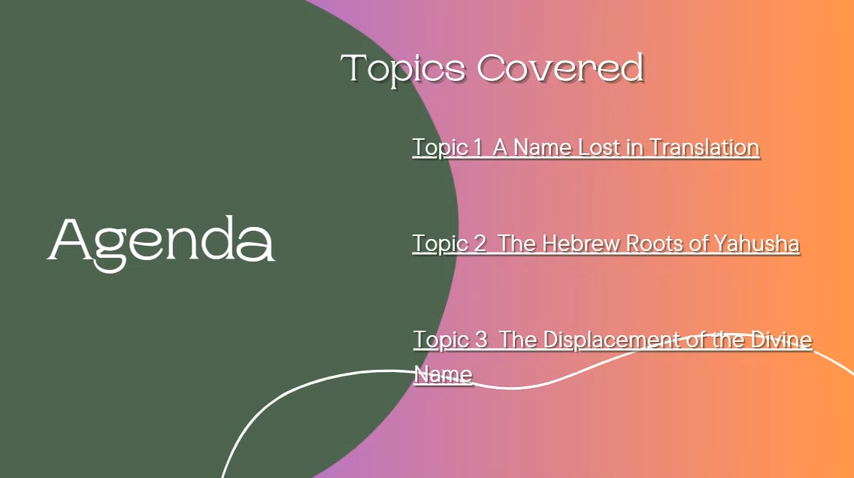 Topics Covered
Topic 1  A Name Lost in Translation
Agenda
Topic 2  The Hebrew Roots of Yahusha
Topic 3  The Displacement of the Divine
Name